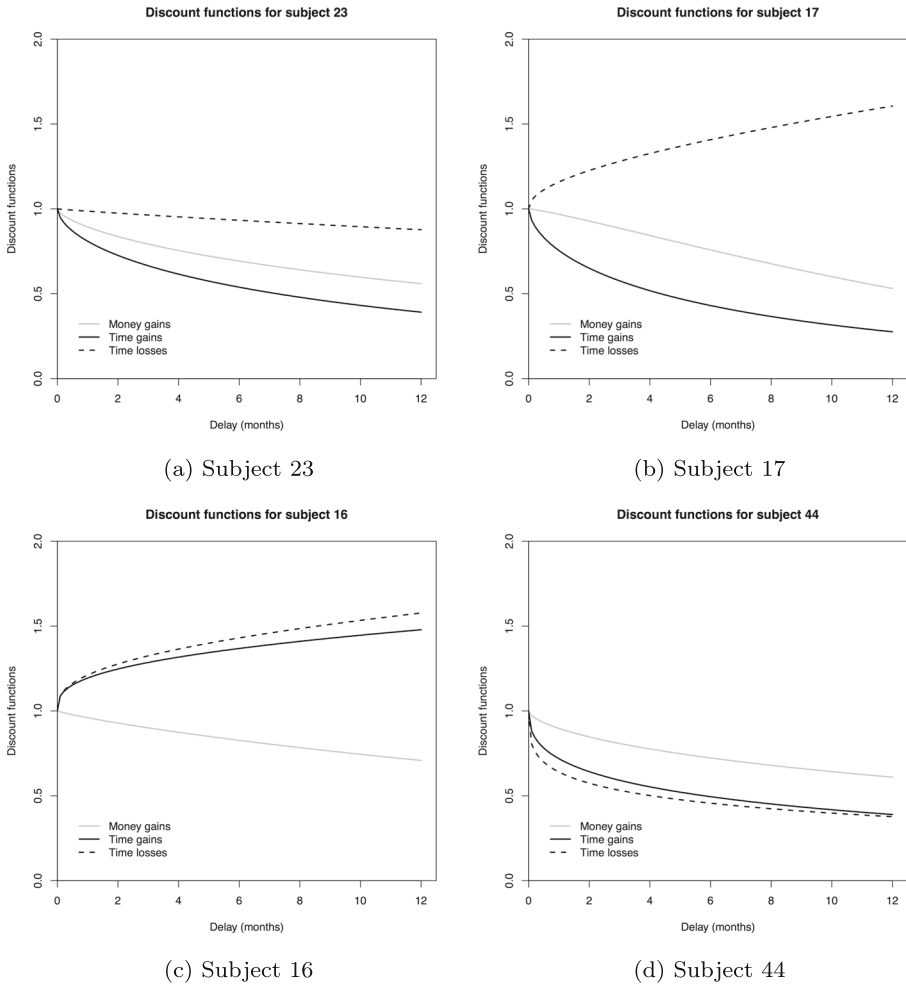 Discount functions for subject 23
2.0
1.5
1.0
0.5
0.0
Discount functions
Money gains
Time gains
Time losses
0 2 4 6 8 10 12
Delay (months)
(a) Subject 23
Discount functions for subject 17
2.0
1.5
1.0
0.5
0.0
Discount functions
Money gains
Time gains
Time losses
0 2 4 6 8 10 12
Delay (months)
(b) Subject 17
Discount functions for subject 16
2.0
1.5
1.0
0.5
0.0
Discount functions
Money gains
Time gains
Time losses
0 2 4 6 8 10 12
Delay (months)
(c) Subject 16
Discount functions for subject 44
2.0
1.5
1.0
0.5
0.0
Discount functions
Money gains
Time gains
Time losses
0 2 4 6 8 10 12
Delay (months)
(d) Subject 44